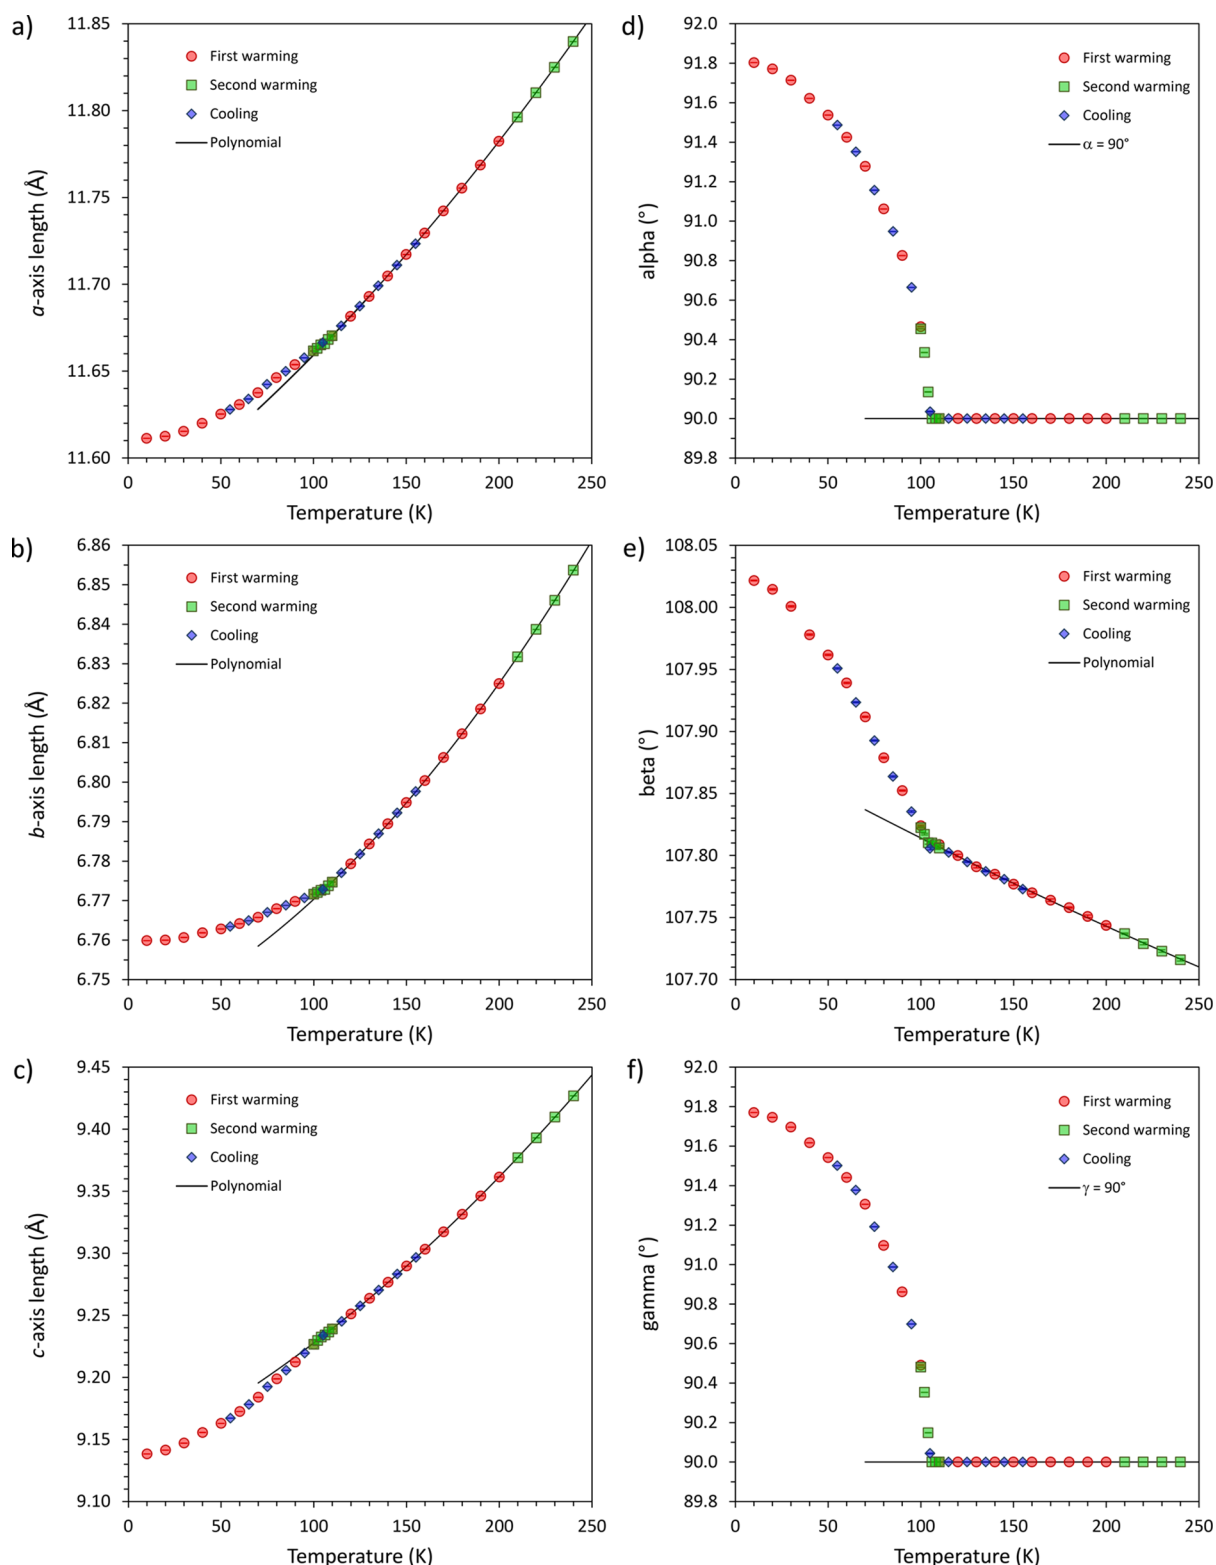 a)
11.85
11.80
11.75
11.70
11.65
11.60
a-axis length (Å)
First warming
Second warming
Cooling
Polynomial
0 50 100 150 200 250
Temperature (K)
d)
92.0
91.8
91.6
91.4
91.2
91.0
90.8
90.6
90.4
90.2
90.0
89.8
alpha (°)
First warming
Second warming
Cooling
α = 90°
0 50 100 150 200 250
Temperature (K)
b)
6.86
6.85
6.84
6.83
6.82
6.81
6.80
6.79
6.78
6.77
6.76
6.75
b-axis length (Å)
First warming
Second warming
Cooling
Polynomial
0 50 100 150 200 250
Temperature (K)
e)
108.05
108.00
107.95
107.90
107.85
107.80
107.75
107.70
beta (°)
First warming
Second warming
Cooling
Polynomial
0 50 100 150 200 250
Temperature (K)
c)
9.45
9.40
9.35
9.30
9.25
9.20
9.15
9.10
c-axis length (Å)
First warming
Second warming
Cooling
Polynomial
0 50 100 150 200 250
Temperature (K)
f)
92.0
91.8
91.6
91.4
91.2
91.0
90.8
90.6
90.4
90.2
90.0
89.8
gamma (°)
First warming
Second warming
Cooling
γ = 90°
0 50 100 150 200 250
Temperature (K)